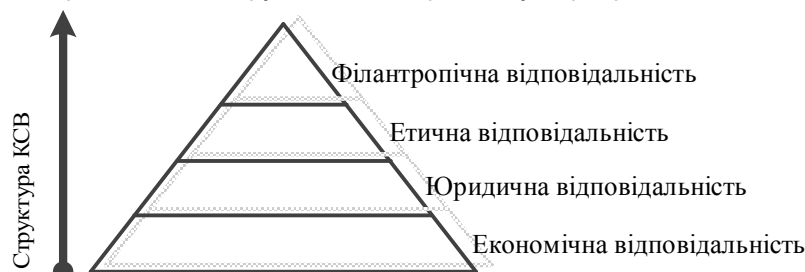 Філантропічна відповідальність
Етична відповідальність
Юридична відповідальність
Економічна відповідальність
Структура КСВ